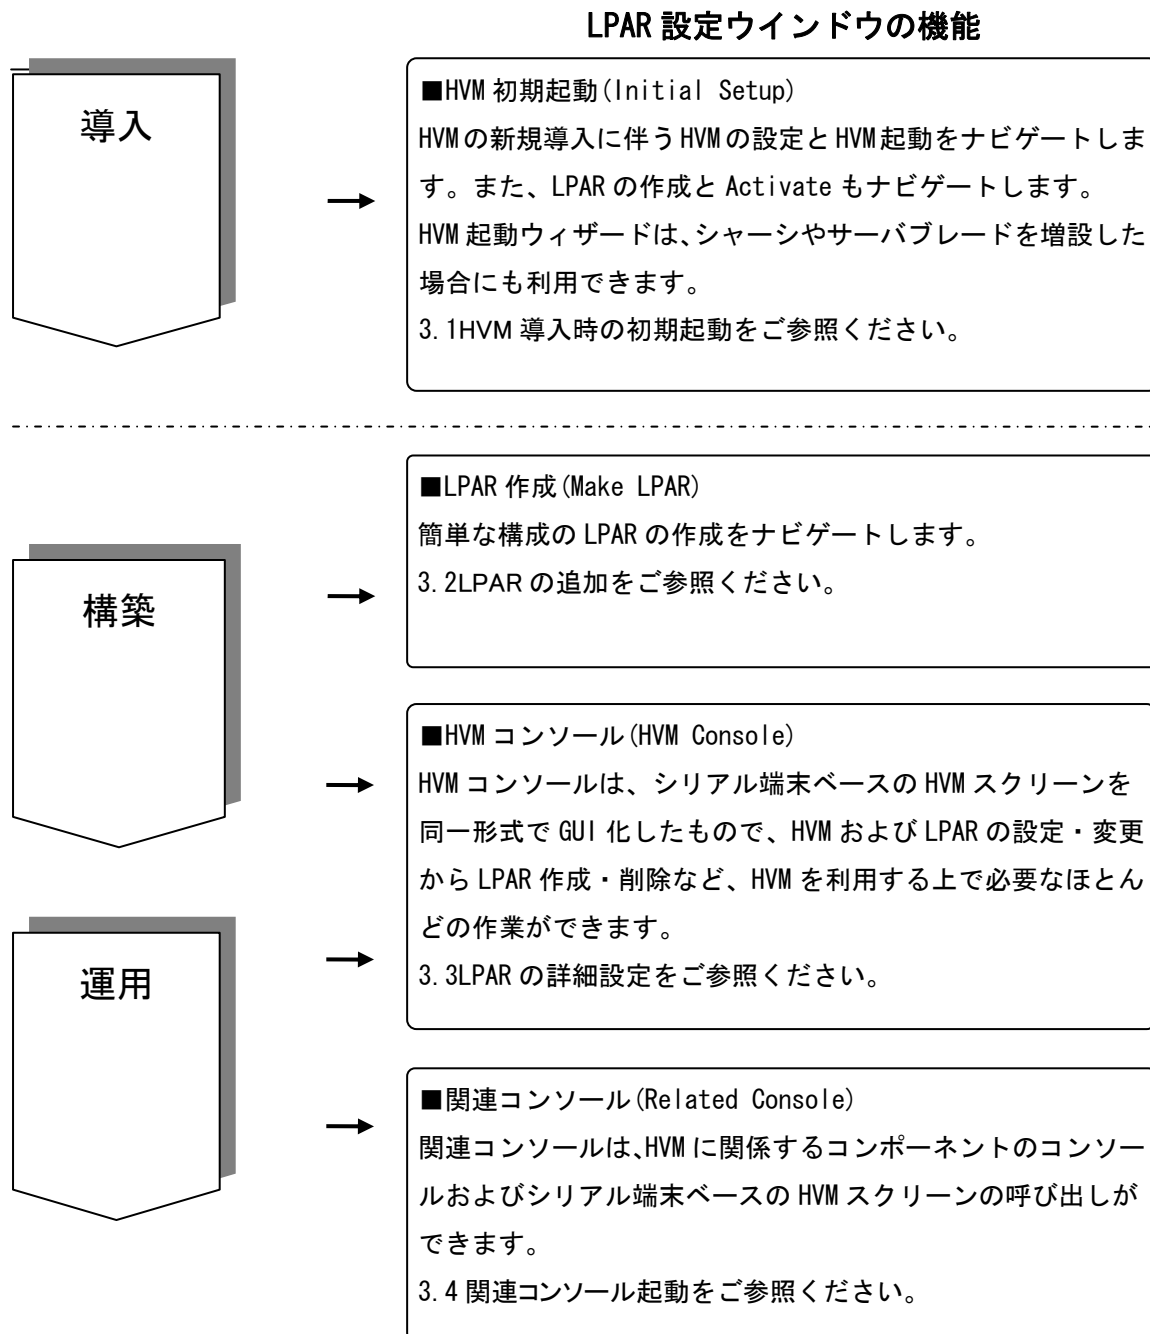 LPAR 設定ウインドウの機能
導入
■HVM 初期起動(Initial Setup)
HVMの新規導入に伴うHVMの設定とHVM起動をナビゲートしま
す。また、LPAR の作成と Activate もナビゲートします。
HVM 起動ウィザードは、シャーシやサーバブレードを増設した
場合にも利用できます。
3.1HVM 導入時の初期起動をご参照ください。
構築
■LPAR 作成(Make LPAR)
簡単な構成の LPAR の作成をナビゲートします。
3.2LPAR の追加をご参照ください。
■HVM コンソール(HVM Console)
HVM コンソールは、シリアル端末ベースの HVM スクリーンを
同一形式で GUI 化したもので、HVM および LPAR の設定・変更
から LPAR 作成・削除など、HVM を利用する上で必要なほとん
どの作業ができます。
3.3LPAR の詳細設定をご参照ください。
運用
■関連コンソール(Related Console)
関連コンソールは、HVM に関係するコンポーネントのコンソー
ルおよびシリアル端末ベースの HVM スクリーンの呼び出しが
できます。
3.4 関連コンソール起動をご参照ください。